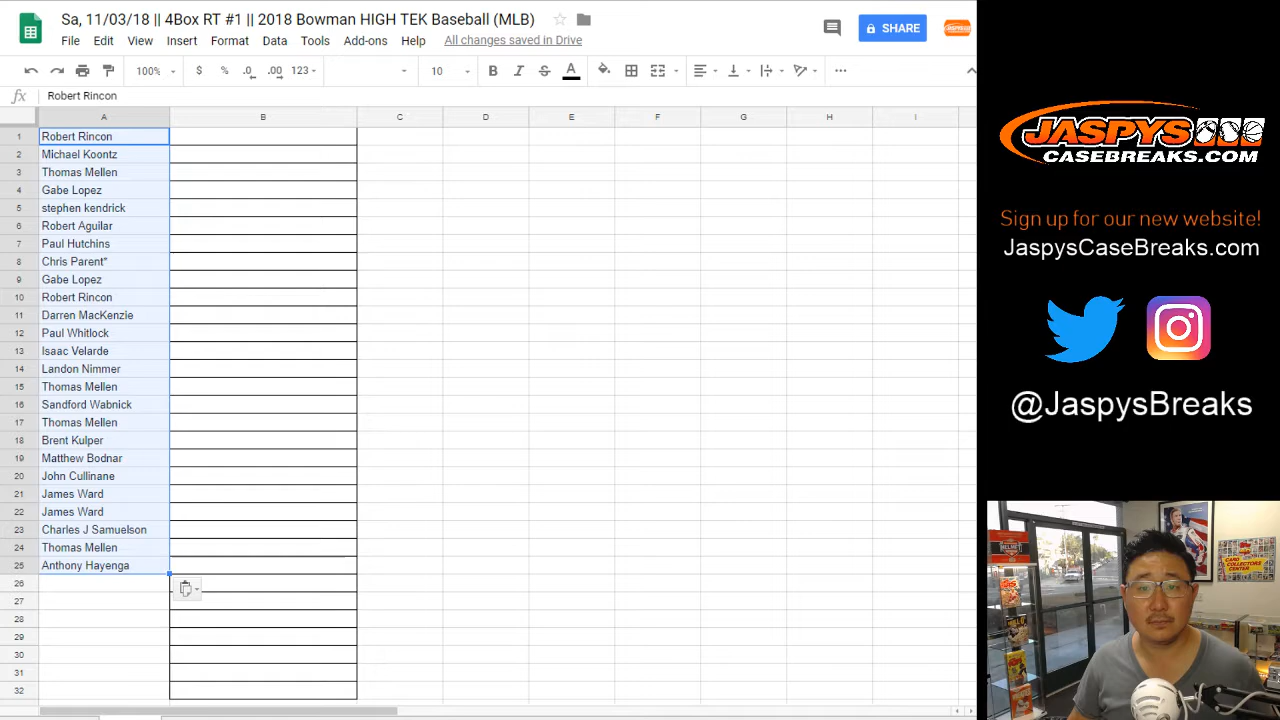 Sa, 11/03/18 || 4Box RT #1 || 2018 Bowman HIGH TEK Baseball (MLB)
File Edit View Insert Format Data Tools Add-ons Help All changes saved in Drive
SHARE
100% $ % .0 .00 123 10 B I S A
fx Robert Rincon
A B C D E F G H I
1 Robert Rincon
2 Michael Koontz
3 Thomas Mellen
4 Gabe Lopez
5 stephen kendrick
6 Robert Aguilar
7 Paul Hutchins
8 Chris Parent*
9 Gabe Lopez
10 Robert Rincon
11 Darren MacKenzie
12 Paul Whitlock
13 Isaac Velarde
14 Landon Nimmer
15 Thomas Mellen
16 Sandford Wabnick
17 Thomas Mellen
18 Brent Kulper
19 Matthew Bodnar
20 John Cullinane
21 James Ward
22 James Ward
23 Charles J Samuelson
24 Thomas Mellen
25 Anthony Hayenga
26
27
28
29
30
31
32
JASPYS
CASEBREAKS.COM
Sign up for our new website!
JaspysCaseBreaks.com
@JaspysBreaks
CARD
COLLECTORS
CENTER